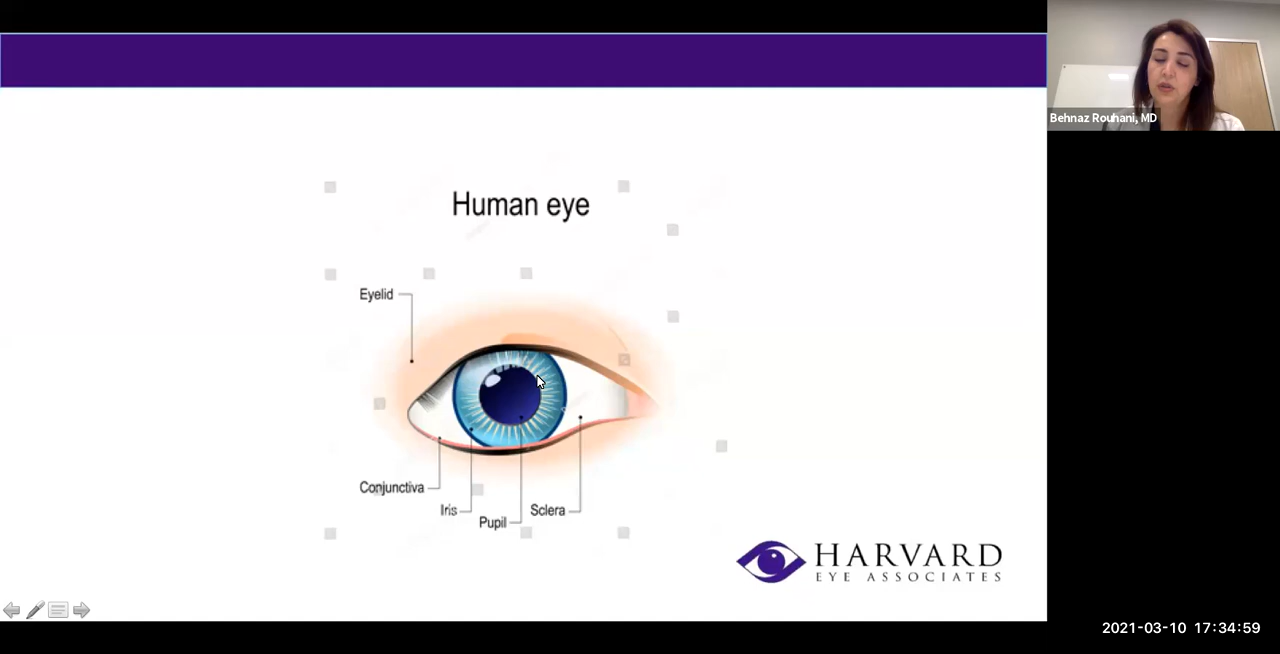 Behnaz Rouhani, MD
Human eye
Eyelid
Conjunctiva
Iris
Pupil
Sclera
HARVARD
EYE ASSOCIATES
2021-03-10 17:34:59